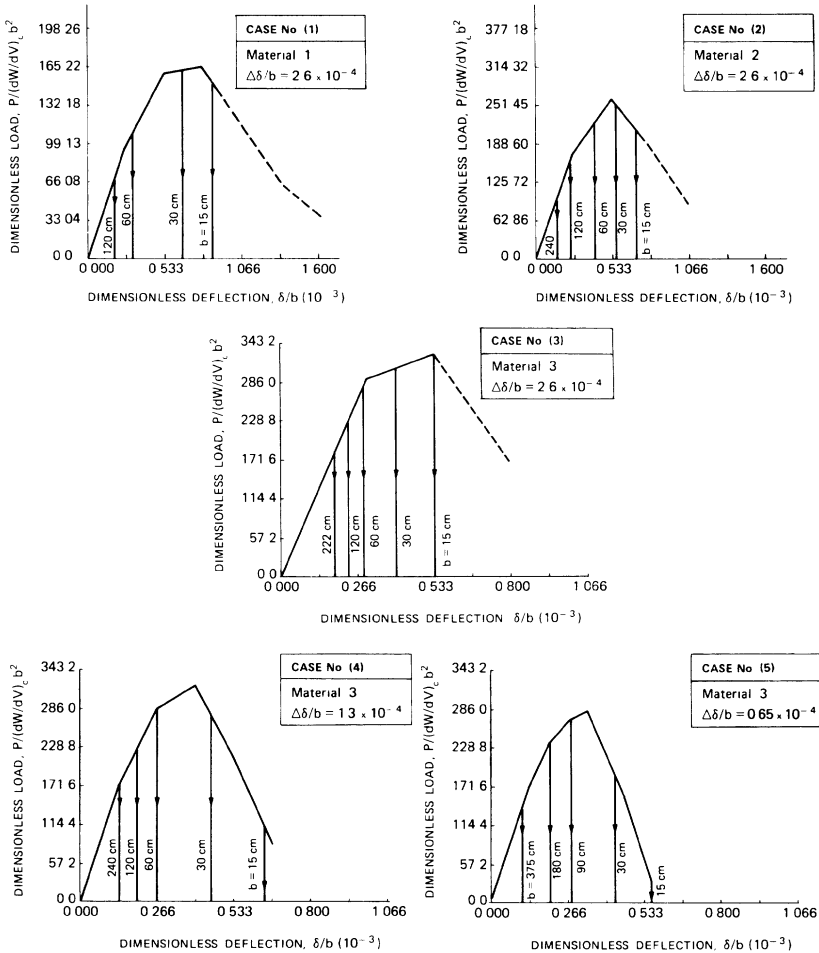 DIMENSIONLESS LOAD, P/(dW/dV)c b²
198 26
165 22
132 18
99 13
66 08
33 04
0 0
120 cm
60 cm
30 cm
b = 15 cm
0 000
0 533
1 066
1 600
DIMENSIONLESS DEFLECTION, δ/b (10⁻³)
CASE No (1)
Material 1
Δδ/b = 2 6 × 10⁻⁴
DIMENSIONLESS LOAD, P/(dW/dV)c b²
377 18
314 32
251 45
188 60
125 72
62 86
0 0
240
120 cm
60 cm
30 cm
b = 15 cm
0 000
0 533
1 066
1 600
DIMENSIONLESS DEFLECTION, δ/b (10⁻³)
CASE No (2)
Material 2
Δδ/b = 2 6 × 10⁻⁴
DIMENSIONLESS LOAD, P/(dW/dV)c b²
343 2
286 0
228 8
171 6
114 4
57 2
0 0
222 cm
120 cm
60 cm
30 cm
b = 15 cm
0 000
0 266
0 533
0 800
1 066
DIMENSIONLESS DEFLECTION δ/b (10⁻³)
CASE No (3)
Material 3
Δδ/b = 2 6 × 10⁻⁴
DIMENSIONLESS LOAD, P/(dW/dV)c b²
343 2
286 0
228 8
171 6
114 4
57 2
0 0
240 cm
120 cm
60 cm
30 cm
b = 15 cm
0 000
0 266
0 533
0 800
1 066
DIMENSIONLESS DEFLECTION, δ/b (10⁻³)
CASE No (4)
Material 3
Δδ/b = 1 3 × 10⁻⁴
DIMENSIONLESS LOAD, P/(dW/dV)c b²
343 2
286 0
228 8
171 6
114 4
57 2
0 0
b = 375 cm
180 cm
90 cm
30 cm
15 cm
0 000
0 266
0 533
0 800
1 066
DIMENSIONLESS DEFLECTION, δ/b (10⁻³)
CASE No (5)
Material 3
Δδ/b = 0 65 × 10⁻⁴